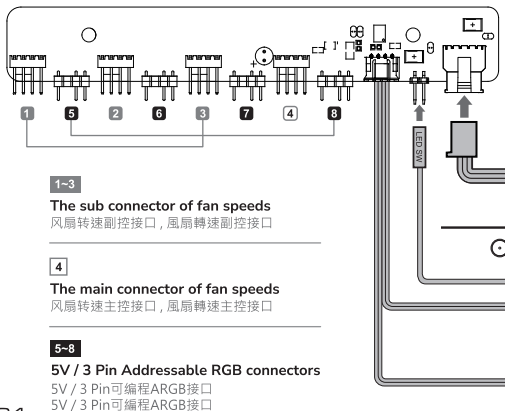 1 5 2 6 3 7 4 8
LED SW
1~3
The sub connector of fan speeds
风扇转速副控接口 , 風扇轉速副控接口
4
The main connector of fan speeds
风扇转速主控接口 , 風扇轉速主控接口
5~8
5V / 3 Pin Addressable RGB connectors
5V / 3 Pin可编程ARGB接口
5V / 3 Pin可編程ARGB接口